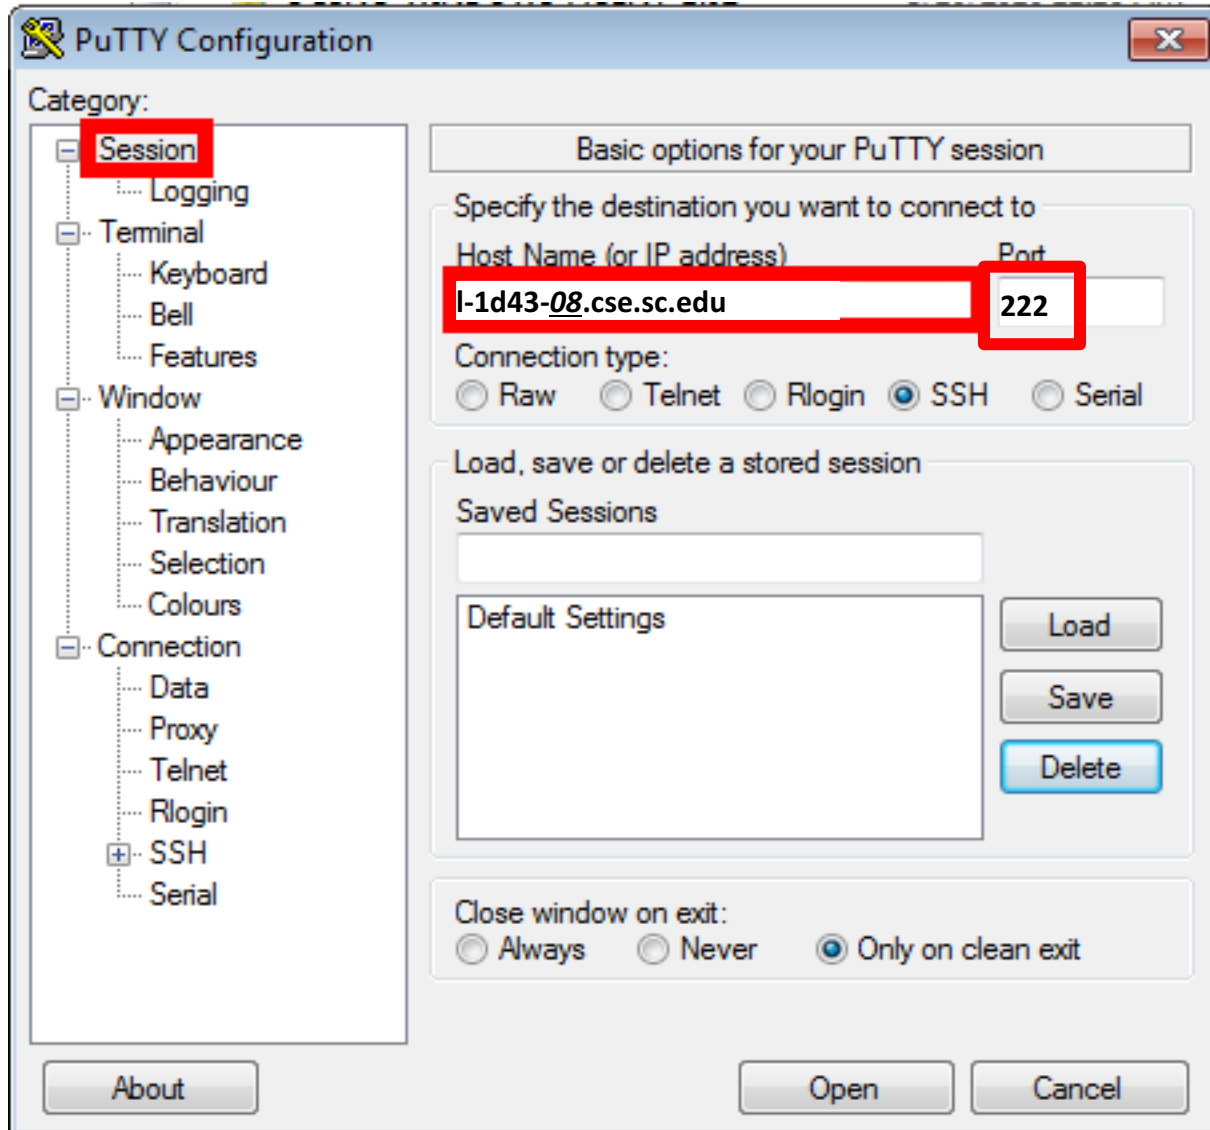 PuTTY Configuration
Category:
Session
Logging
Terminal
Keyboard
Bell
Features
Window
Appearance
Behaviour
Translation
Selection
Colours
Connection
Data
Proxy
Telnet
Rlogin
SSH
Serial
Basic options for your PuTTY session
Specify the destination you want to connect to
Host Name (or IP address) Port
l-1d43-08.cse.sc.edu 222
Connection type:
Raw Telnet Rlogin SSH Serial
Load, save or delete a stored session
Saved Sessions
Default Settings
Load
Save
Delete
Close window on exit:
Always Never Only on clean exit
About Open Cancel